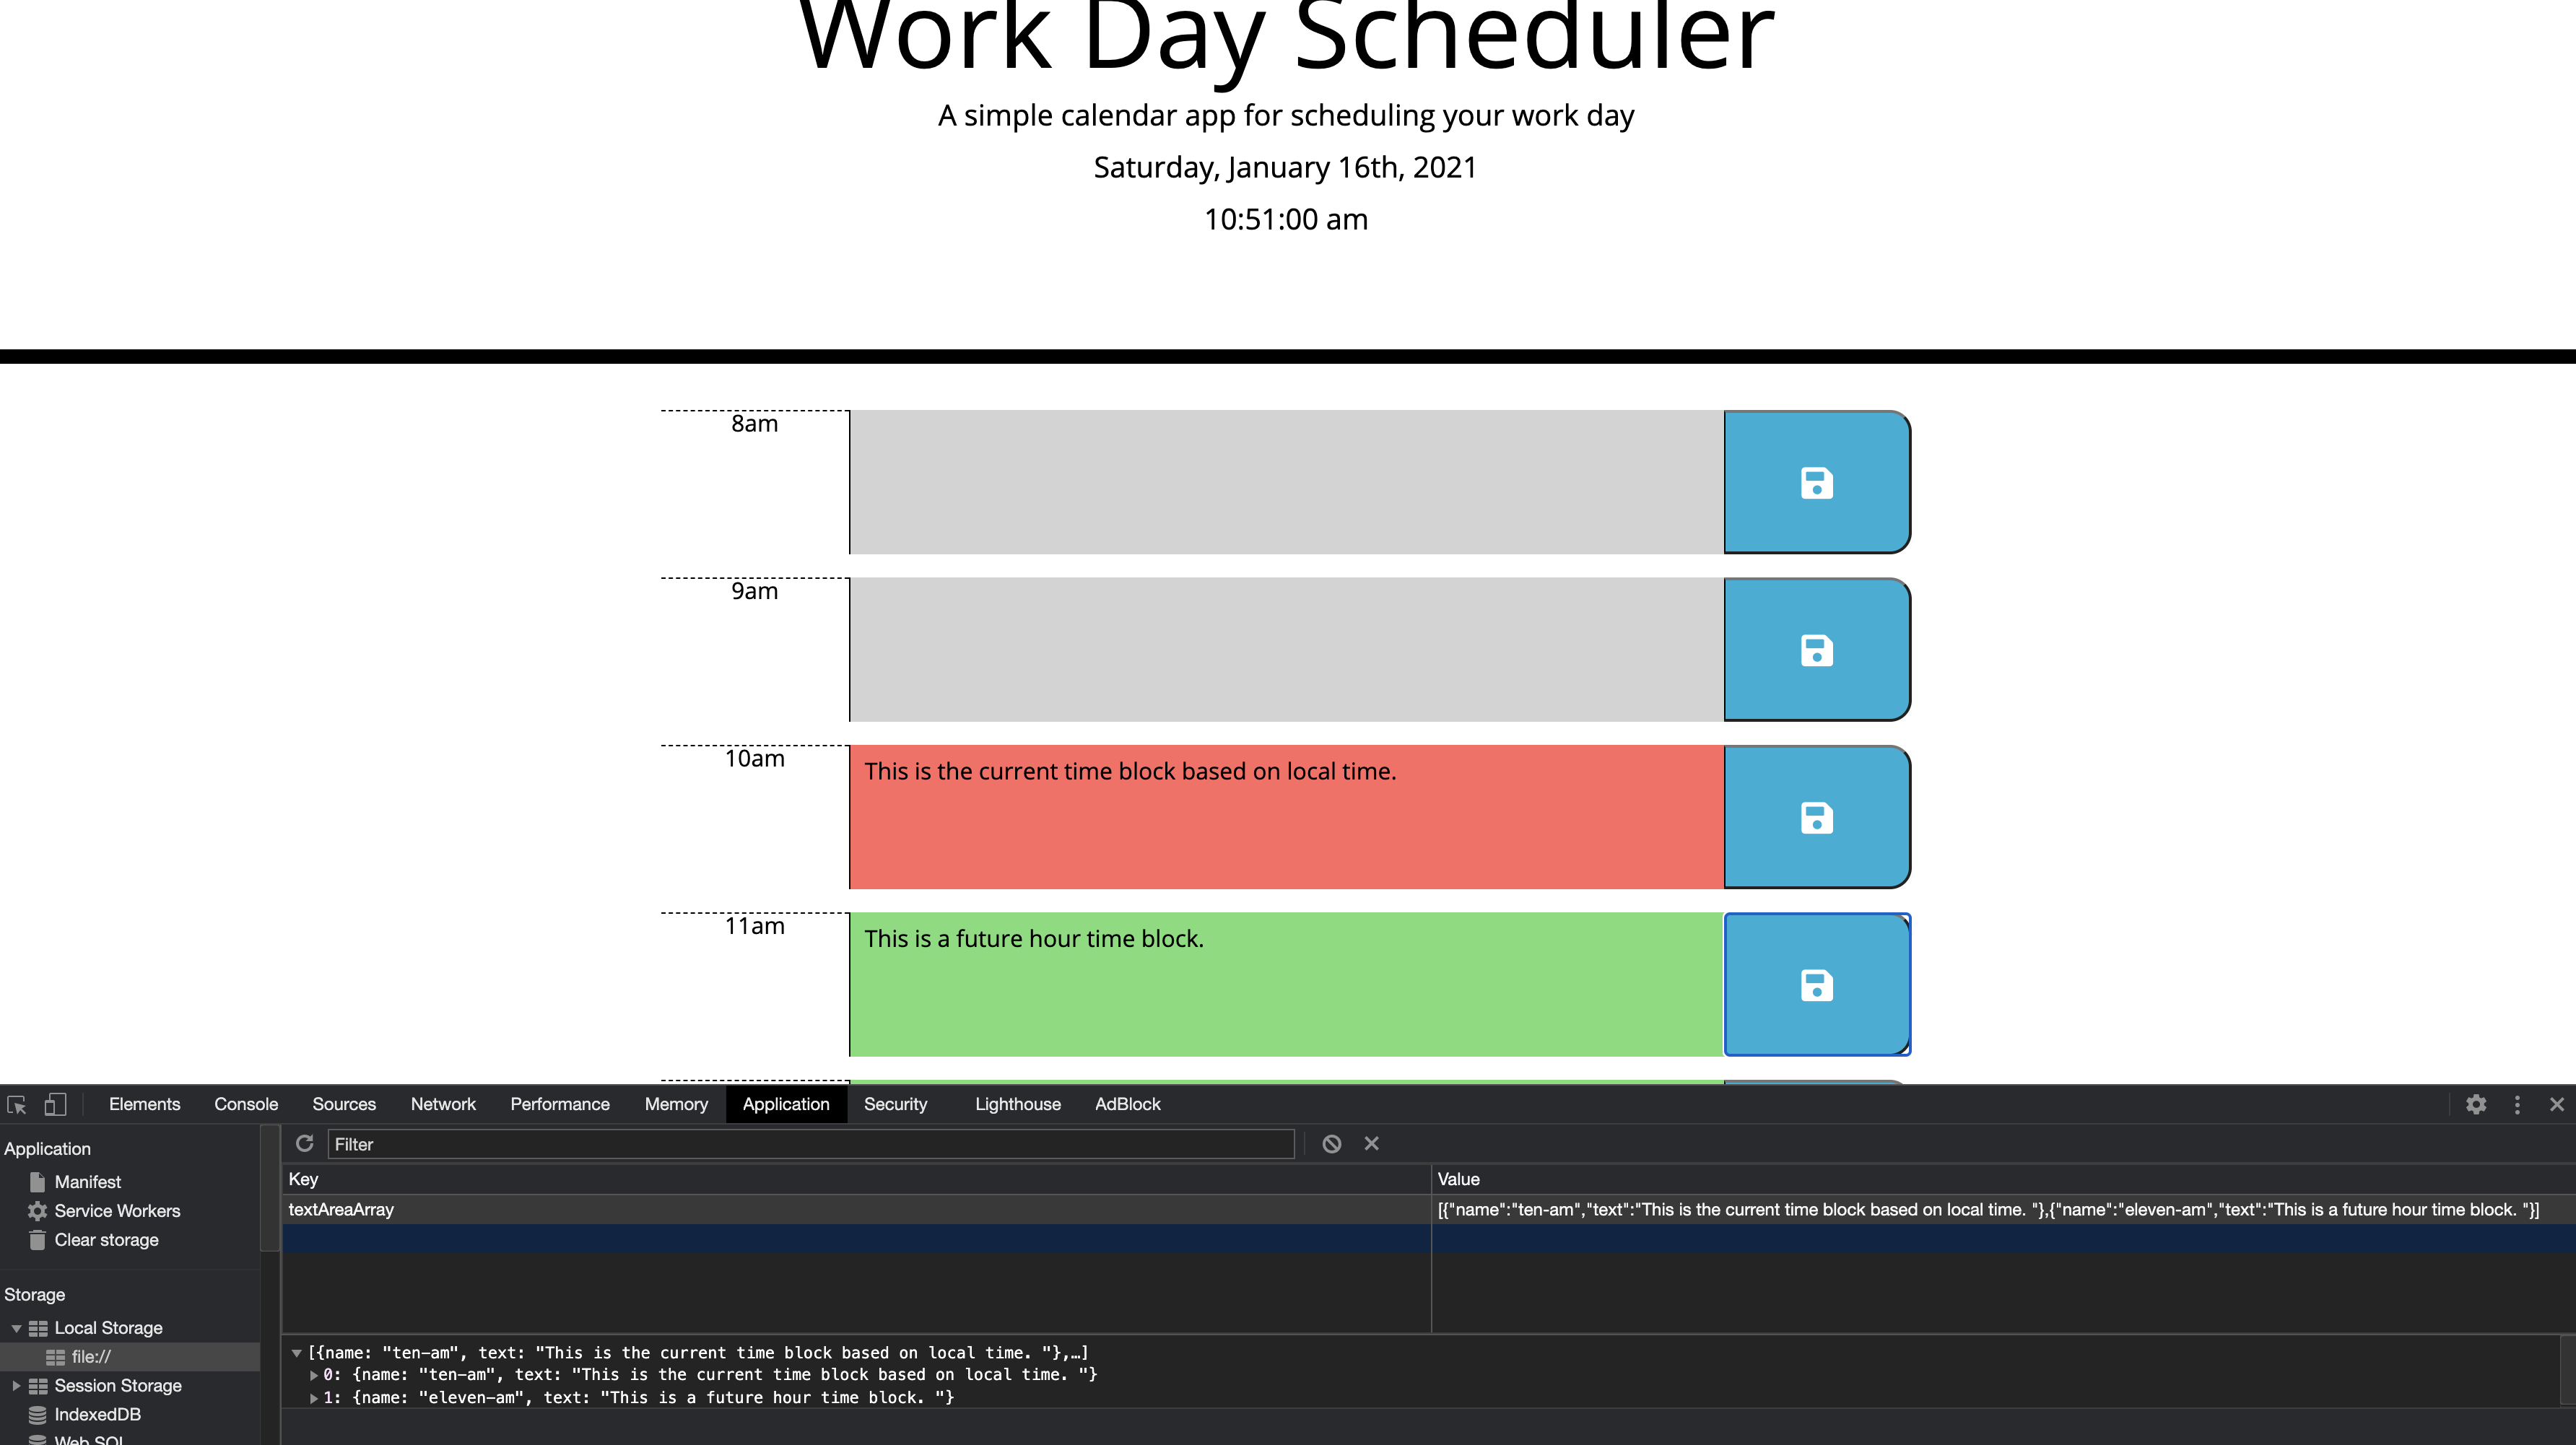 Work Day Scheduler
A simple calendar app for scheduling your work day
Saturday, January 16th, 2021
10:51:00 am
8am
9am
10am
This is the current time block based on local time.
11am
This is a future hour time block.
Elements Console Sources Network Performance Memory Application Security Lighthouse AdBlock
Application
Manifest
Service Workers
Clear storage
Storage
Local Storage
file://
Session Storage
IndexedDB
Web SQL
Filter
Key Value
textAreaArray [{"name":"ten-am","text":"This is the current time block based on local time. "},{"name":"eleven-am","text":"This is a future hour time block. "}]
[{name: "ten-am", text: "This is the current time block based on local time. "},…]
0: {name: "ten-am", text: "This is the current time block based on local time. "}
1: {name: "eleven-am", text: "This is a future hour time block. "}